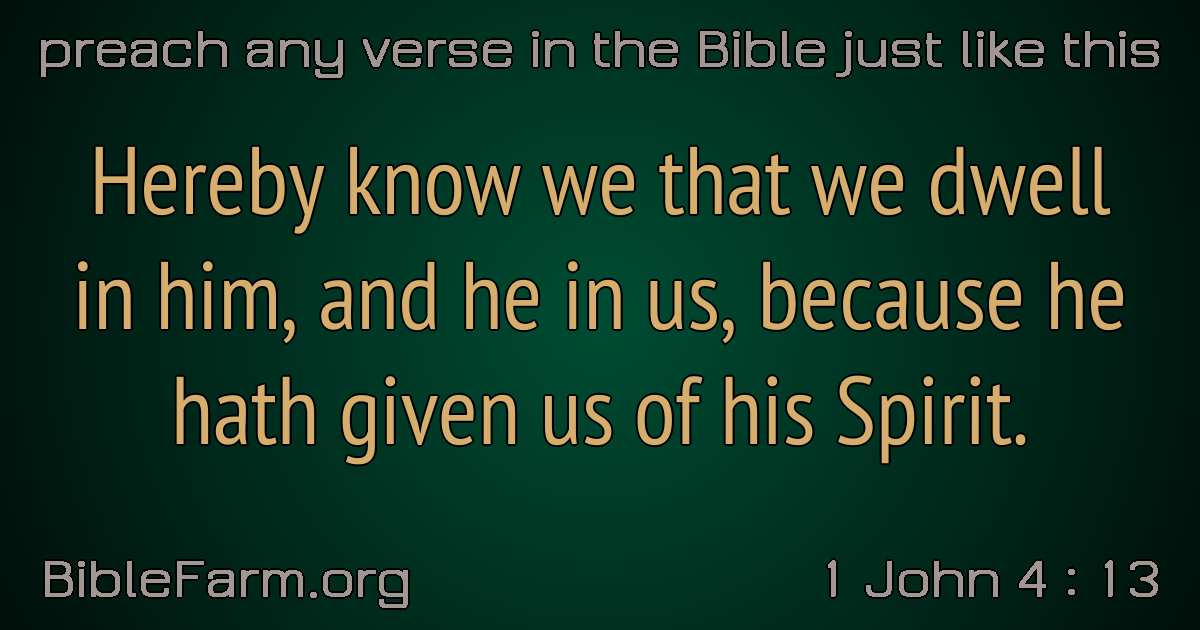 preach any verse in the Bible just like this
Hereby know we that we dwell
in him, and he in us, because he
hath given us of his Spirit.
BibleFarm.org
1 John 4 : 13